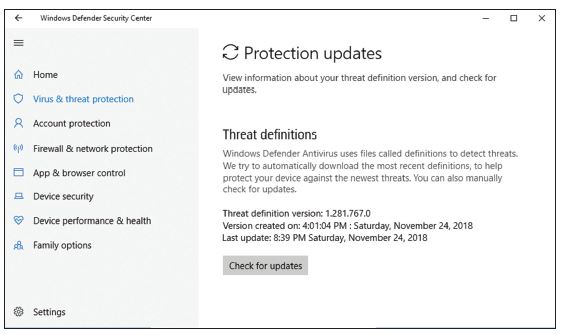 Windows Defender Security Center
Home
Virus & threat protection
Account protection
Firewall & network protection
App & browser control
Device security
Device performance & health
Family options
Settings
Protection updates
View information about your threat definition version, and check for
updates.
Threat definitions
Windows Defender Antivirus uses files called definitions to detect threats.
We try to automatically download the most recent definitions, to help
protect your device against the newest threats. You can also manually
check for updates.
Threat definition version: 1.281.767.0
Version created on: 4:01:04 PM : Saturday, November 24, 2018
Last update: 8:39 PM Saturday, November 24, 2018
Check for updates